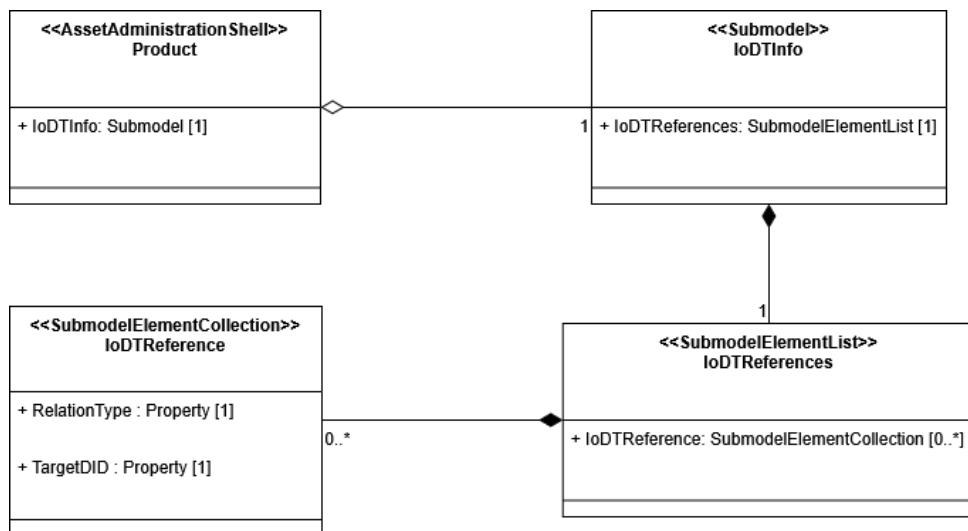 <<AssetAdministrationShell>>
Product
+ IoDTInfo: Submodel [1]
<<Submodel>>
IoDTInfo
1
+ IoDTReferences: SubmodelElementList [1]
1
<<SubmodelElementCollection>>
IoDTReference
+ RelationType : Property [1]
+ TargetDID : Property [1]
0..*
<<SubmodelElementList>>
IoDTReferences
+ IoDTReference: SubmodelElementCollection [0..*]